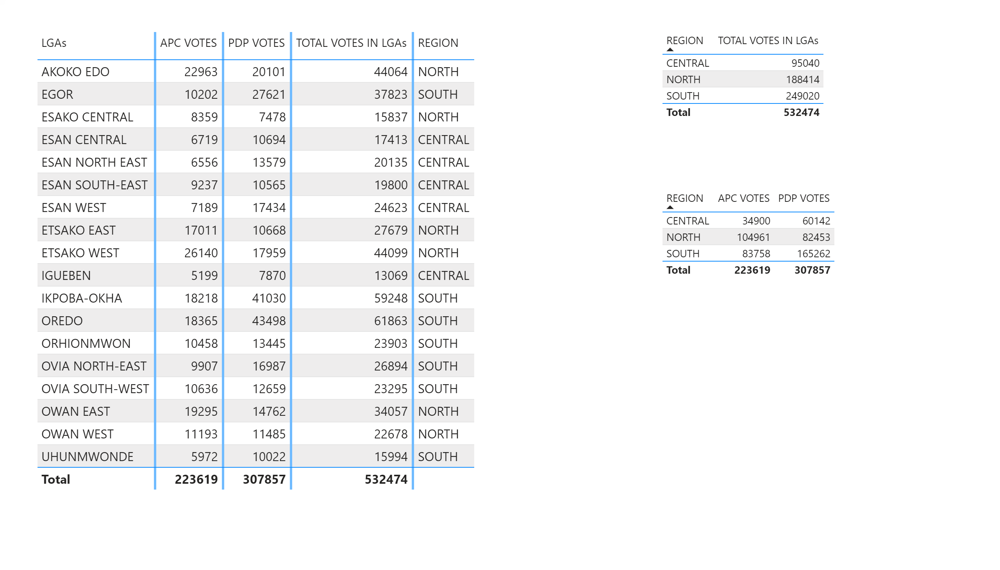 LGAs APC VOTES PDP VOTES TOTAL VOTES IN LGAs REGION
AKOKO EDO 22963 20101 44064 NORTH
EGOR 10202 27621 37823 SOUTH
ESAKO CENTRAL 8359 7478 15837 NORTH
ESAN CENTRAL 6719 10694 17413 CENTRAL
ESAN NORTH EAST 6556 13579 20135 CENTRAL
ESAN SOUTH-EAST 9237 10565 19800 CENTRAL
ESAN WEST 7189 17434 24623 CENTRAL
ETSAKO EAST 17011 10668 27679 NORTH
ETSAKO WEST 26140 17959 44099 NORTH
IGUEBEN 5199 7870 13069 CENTRAL
IKPOBA-OKHA 18218 41030 59248 SOUTH
OREDO 18365 43498 61863 SOUTH
ORHIONMWON 10458 13445 23903 SOUTH
OVIA NORTH-EAST 9907 16987 26894 SOUTH
OVIA SOUTH-WEST 10636 12659 23295 SOUTH
OWAN EAST 19295 14762 34057 NORTH
OWAN WEST 11193 11485 22678 NORTH
UHUNMWONDE 5972 10022 15994 SOUTH
Total 223619 307857 532474
REGION TOTAL VOTES IN LGAs
CENTRAL 95040
NORTH 188414
SOUTH 249020
Total 532474
REGION APC VOTES PDP VOTES
CENTRAL 34900 60142
NORTH 104961 82453
SOUTH 83758 165262
Total 223619 307857